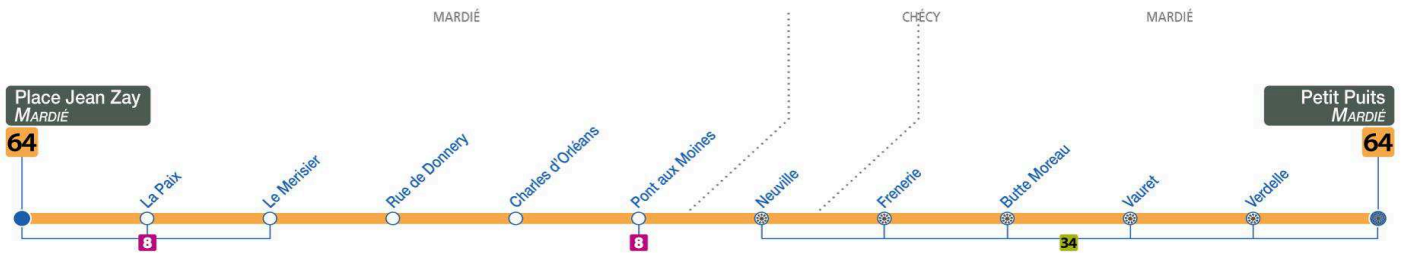 MARDIÉ
CHÉCY
MARDIÉ
Place Jean Zay
MARDIÉ
64
Petit Puits
MARDIÉ
64
La Paix
Le Merisier
Rue de Donnery
Charles d'Orléans
Pont aux Moines
Neuville
Frenerie
Butte Moreau
Vauret
Verdelle
8
8
34